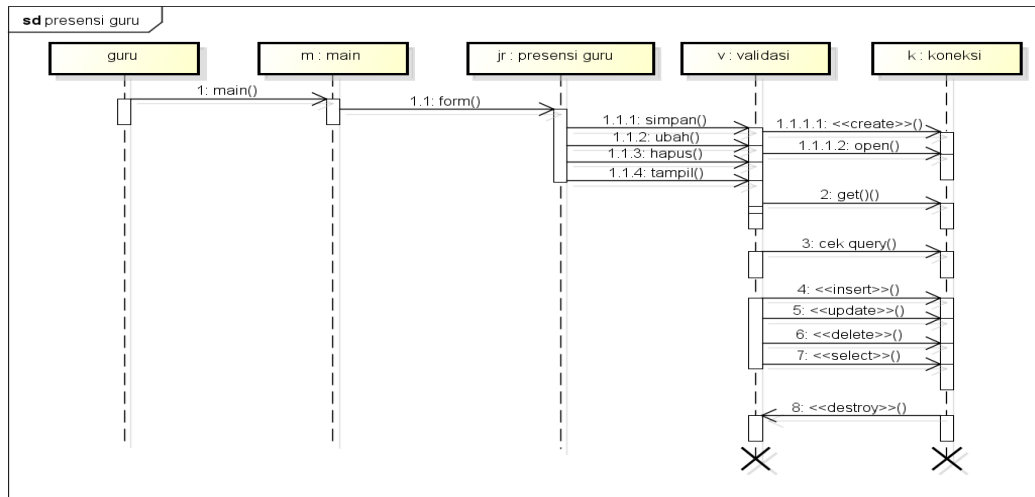 sd presensi guru
guru
m : main
jr : presensi guru
v : validasi
k : koneksi
1: main()
1.1: form()
1.1.1: simpan()
1.1.1.1: <<create>>()
1.1.2: ubah()
1.1.1.2: open()
1.1.3: hapus()
1.1.4: tampil()
2: get()()
3: cek query()
4: <<insert>>()
5: <<update>>()
6: <<delete>>()
7: <<select>>()
8: <<destroy>>()